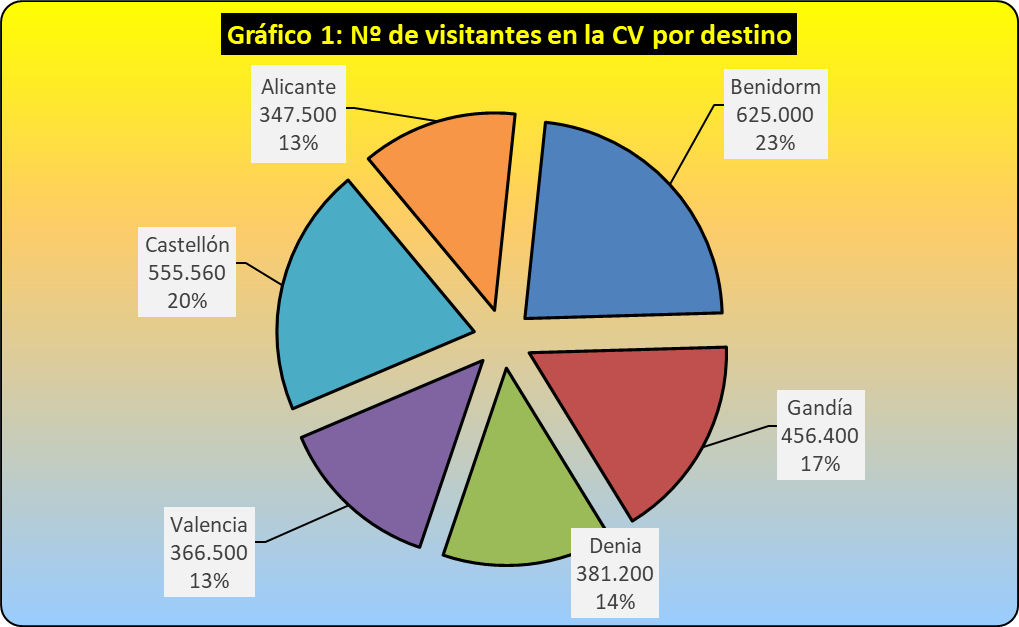 Gráfico 1: Nº de visitantes en la CV por destino
Alicante
347.500
13%
Benidorm
625.000
23%
Castellón
555.560
20%
Gandía
456.400
17%
Valencia
366.500
13%
Denia
381.200
14%